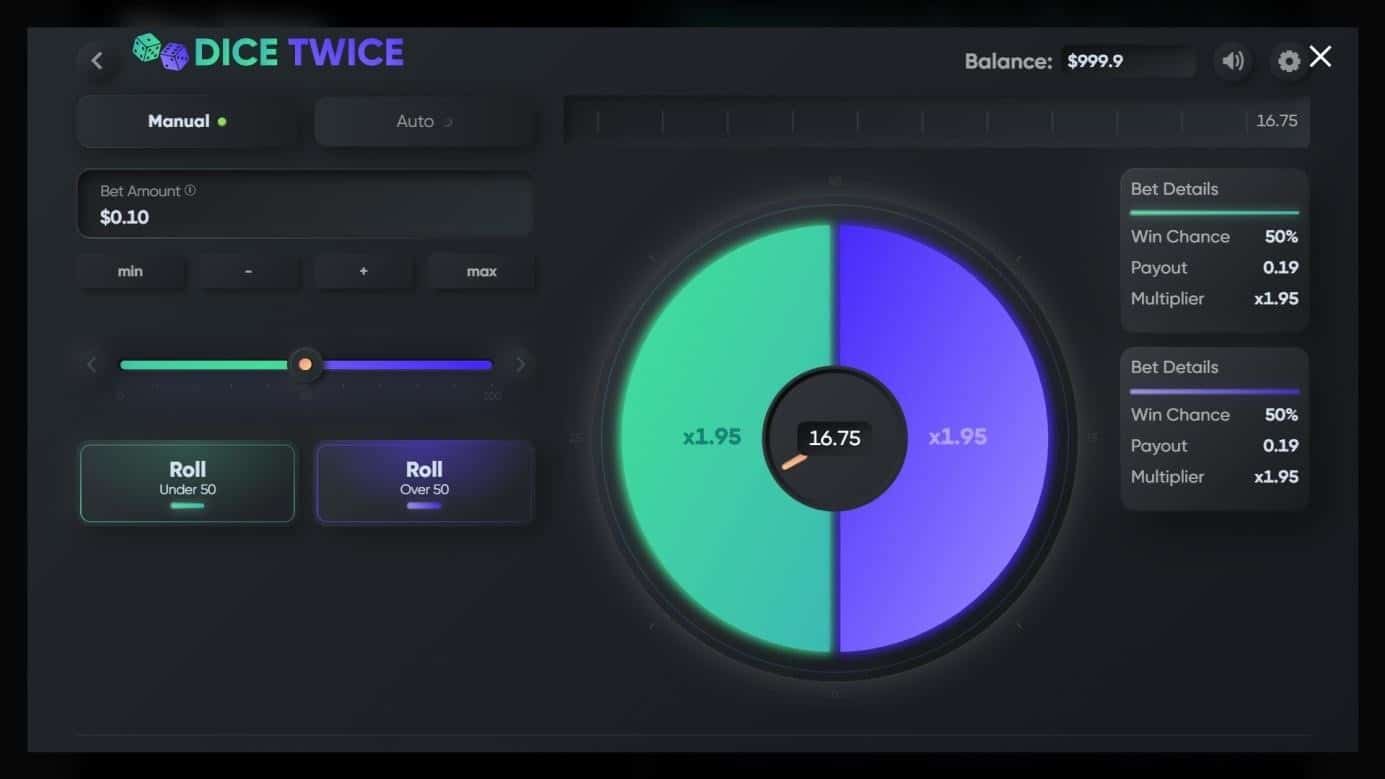 DICE TWICE
Balance: $999.9
Manual
Auto
16.75
Bet Amount
$0.10
min - + max
0 50 100
Roll
Under 50
Roll
Over 50
x1.95
16.75
x1.95
Bet Details
Win Chance 50%
Payout 0.19
Multiplier x1.95
Bet Details
Win Chance 50%
Payout 0.19
Multiplier x1.95